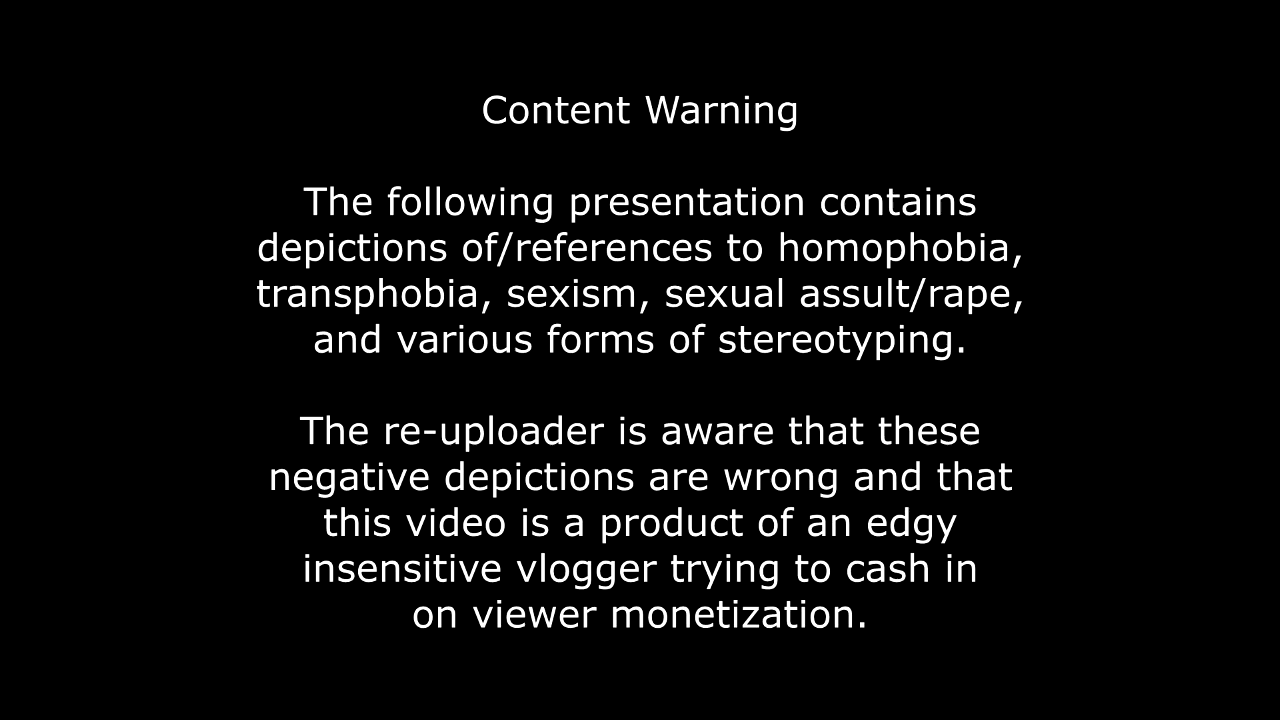 Content Warning
The following presentation contains
depictions of/references to homophobia,
transphobia, sexism, sexual assult/rape,
and various forms of stereotyping.
The re-uploader is aware that these
negative depictions are wrong and that
this video is a product of an edgy
insensitive vlogger trying to cash in
on viewer monetization.